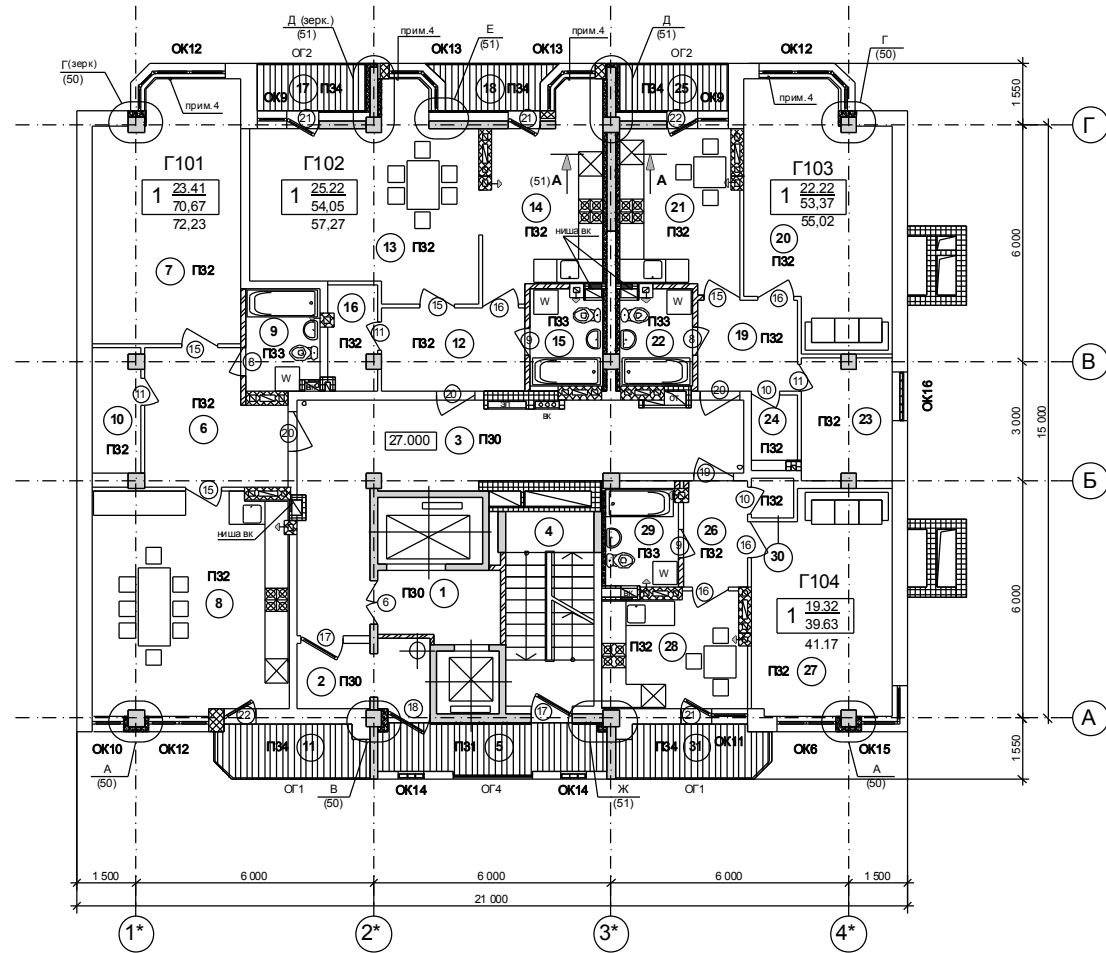 Д (зерк.)
(51)
прим.4
Е
(51)
прим.4
Д
(51)
Г
(50)
ОК12
ОГ2
ОК13
ОК13
ОГ2
ОК12
Г(зерк)
(50)
прим.4
ОК9
17
П34
18
П34
П34
25
ОК9
прим.4
1 550
21
21
22
Г
Г101
1
23.41
70,67
72,23
Г102
1
25.22
54,05
57,27
(51)
А
А
Г103
1
22.22
53,37
55,02
14
П32
21
П32
13
П32
ниша вк
20
П32
7
П32
6 000
16
П32
15
16
W
W
15
16
9
П33
11
П32
12
9
П33
15
П33
22
8
19
П32
15
8
В
W
11
11
10
П32
П32
6
20
20
эп
вк
от
20
10
24
П32
П32
23
ОК16
27.000
3
П30
3 000
15 000
19
Б
15
ниша вк
4
29
П33
9
26
П32
10
П32
16
30
W
П32
8
П30
1
6
16
Г104
1
19.32
39.63
41.17
6 000
17
П32
28
П32
27
2
П30
18
17
22
21
А
ОК10
ОК12
П34
11
П31
5
П34
31
ОК11
ОК6
ОК15
1550
А
(50)
ОГ1
В
(50)
ОК14
ОГ4
ОК14
Ж
(51)
ОГ1
А
(50)
1 500
6 000
6 000
6 000
1 500
21 000
1*
2*
3*
4*